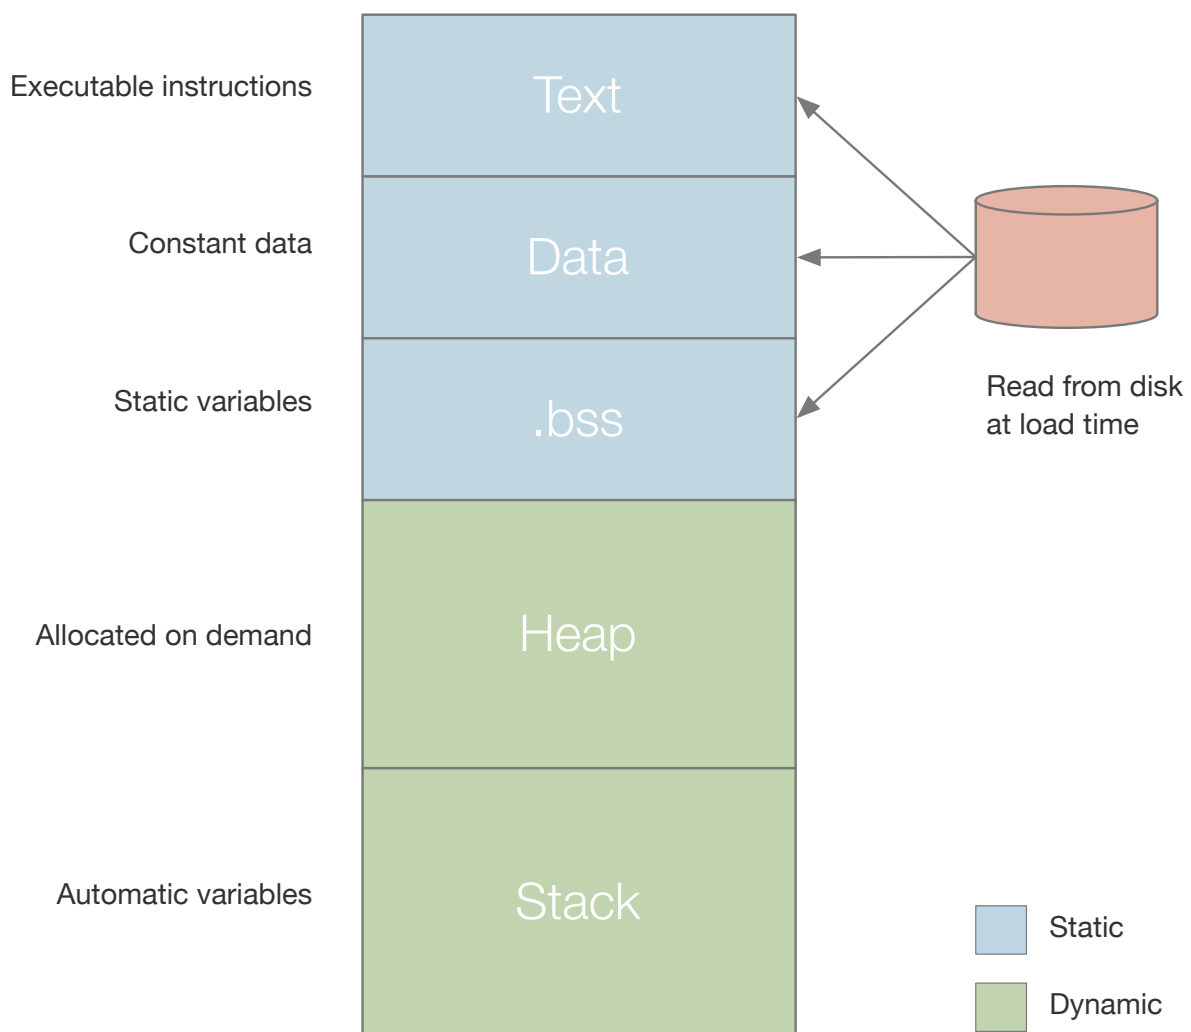 Executable instructions
Text
Constant data
Data
Static variables
.bss
Read from disk
at load time
Allocated on demand
Heap
Automatic variables
Stack
Static
Dynamic